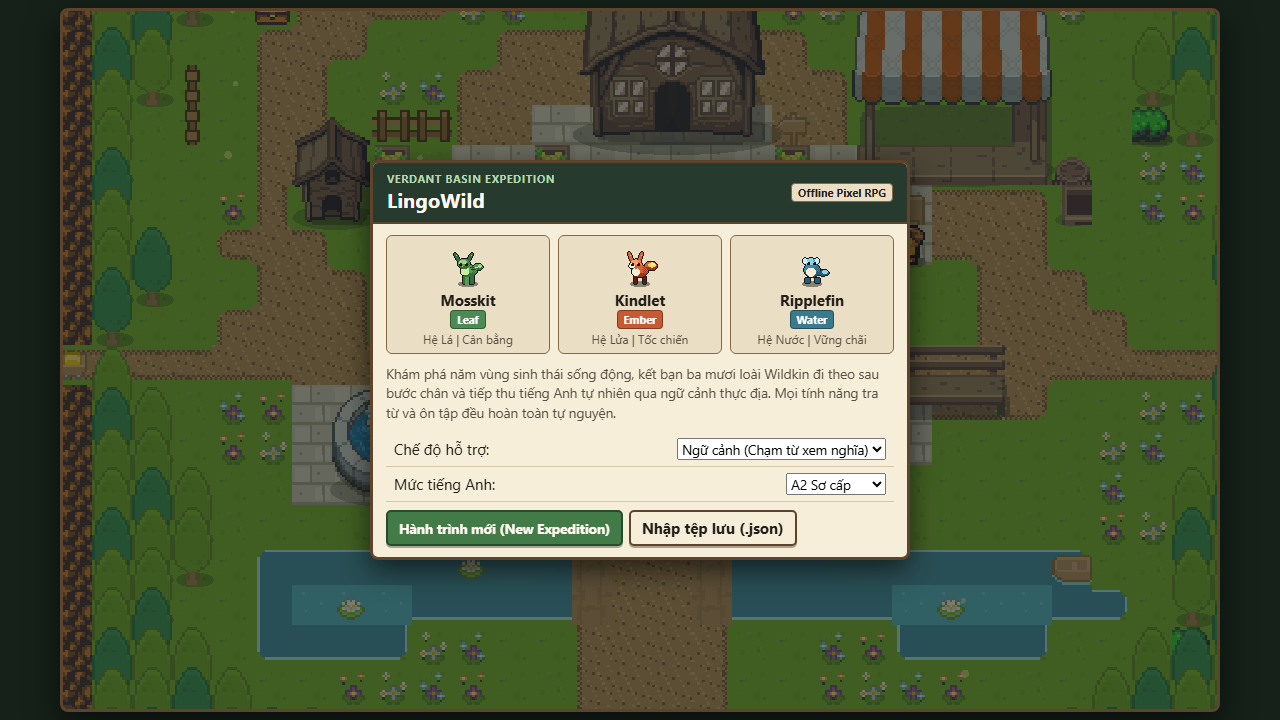 VERDANT BASIN EXPEDITION
LingoWild
Offline Pixel RPG
Mosskit
Leaf
Hệ Lá | Cân bằng
Kindlet
Ember
Hệ Lửa | Tốc chiến
Ripplefin
Water
Hệ Nước | Vững chãi
Khám phá năm vùng sinh thái sống động, kết bạn ba mươi loài Wildkin đi theo sau
bước chân và tiếp thu tiếng Anh tự nhiên qua ngữ cảnh thực địa. Mọi tính năng tra
từ và ôn tập đều hoàn toàn tự nguyện.
Chế độ hỗ trợ:
Ngữ cảnh (Chạm từ xem nghĩa)
Mức tiếng Anh:
A2 Sơ cấp
Hành trình mới (New Expedition)
Nhập tệp lưu (.json)